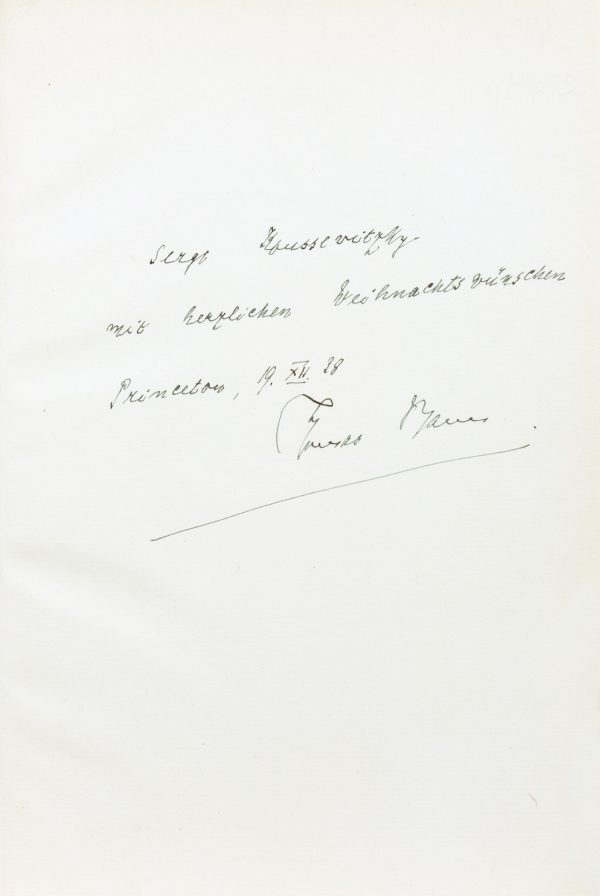 Serge Koussevitzky
mit herzlichen Weihnachtswünschen
Princeton, 19. XII. 38
Thomas Mann